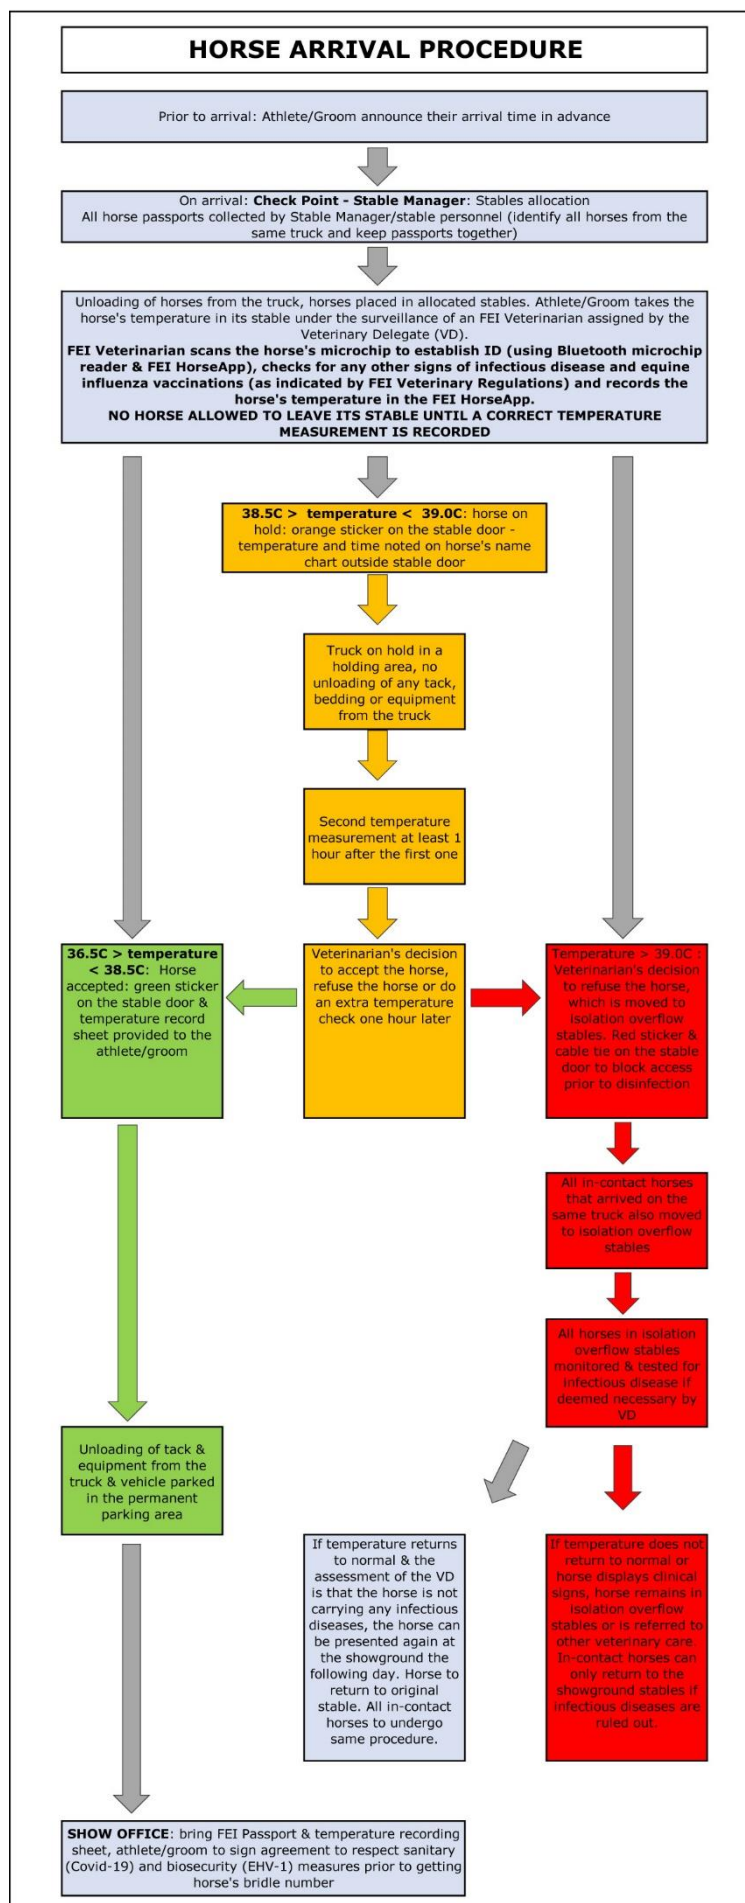 HORSE ARRIVAL PROCEDURE
Prior to arrival: Athlete/Groom announce their arrival time in advance
On arrival: Check Point - Stable Manager: Stables allocation
All horse passports collected by Stable Manager/stable personnel (identify all horses from the
same truck and keep passports together)
Unloading of horses from the truck, horses placed in allocated stables. Athlete/Groom takes the
horse's temperature in its stable under the surveillance of an FEI Veterinarian assigned by the
Veterinary Delegate (VD).
FEI Veterinarian scans the horse's microchip to establish ID (using Bluetooth microchip
reader & FEI HorseApp), checks for any other signs of infectious disease and equine
influenza vaccinations (as indicated by FEI Veterinary Regulations) and records the
horse's temperature in the FEI HorseApp.
NO HORSE ALLOWED TO LEAVE ITS STABLE UNTIL A CORRECT TEMPERATURE
MEASUREMENT IS RECORDED
38.5C > temperature < 39.0C: horse on
hold: orange sticker on the stable door -
temperature and time noted on horse's name
chart outside stable door
Truck on hold in a
holding area, no
unloading of any tack,
bedding or equipment
from the truck
Second temperature
measurement at least 1
hour after the first one
36.5C > temperature
< 38.5C: Horse
accepted: green sticker
on the stable door &
temperature record
sheet provided to the
athlete/groom
Veterinarian's decision
to accept the horse,
refuse the horse or do
an extra temperature
check one hour later
Temperature > 39.0C :
Veterinarian's decision
to refuse the horse,
which is moved to
isolation overflow
stables. Red sticker &
cable tie on the stable
door to block access
prior to disinfection
All in-contact horses
that arrived on the
same truck also moved
to isolation overflow
stables
All horses in isolation
overflow stables
monitored & tested for
infectious disease if
deemed necessary by
VD
Unloading of tack &
equipment from the
truck & vehicle parked
in the permanent
parking area
If temperature returns
to normal & the
assessment of the VD
is that the horse is not
carrying any infectious
diseases, the horse can
be presented again at
the showground the
following day. Horse to
return to original
stable. All in-contact
horses to undergo
same procedure.
If temperature does not
return to normal or
horse displays clinical
signs, horse remains in
isolation overflow
stables or is referred to
other veterinary care.
In-contact horses can
only return to the
showground stables if
infectious diseases are
ruled out.
SHOW OFFICE: bring FEI Passport & temperature recording
sheet, athlete/groom to sign agreement to respect sanitary
(Covid-19) and biosecurity (EHV-1) measures prior to getting
horse's bridle number